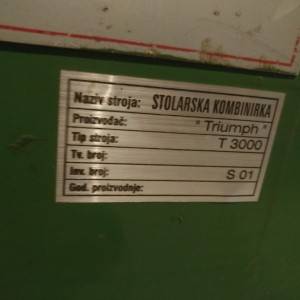 Naziv stroja: STOLARSKA KOMBINIRKA
Proizvođač: "Triumph"
Tip stroja: T 3000
Tv. broj:
Inv. broj: S 01
God. proizvodnje: